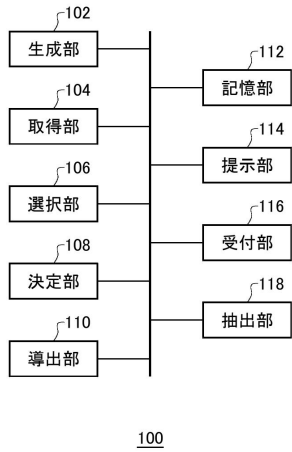 102
生成部
104
取得部
106
選択部
108
決定部
110
導出部
112
記憶部
114
提示部
116
受付部
118
抽出部
100